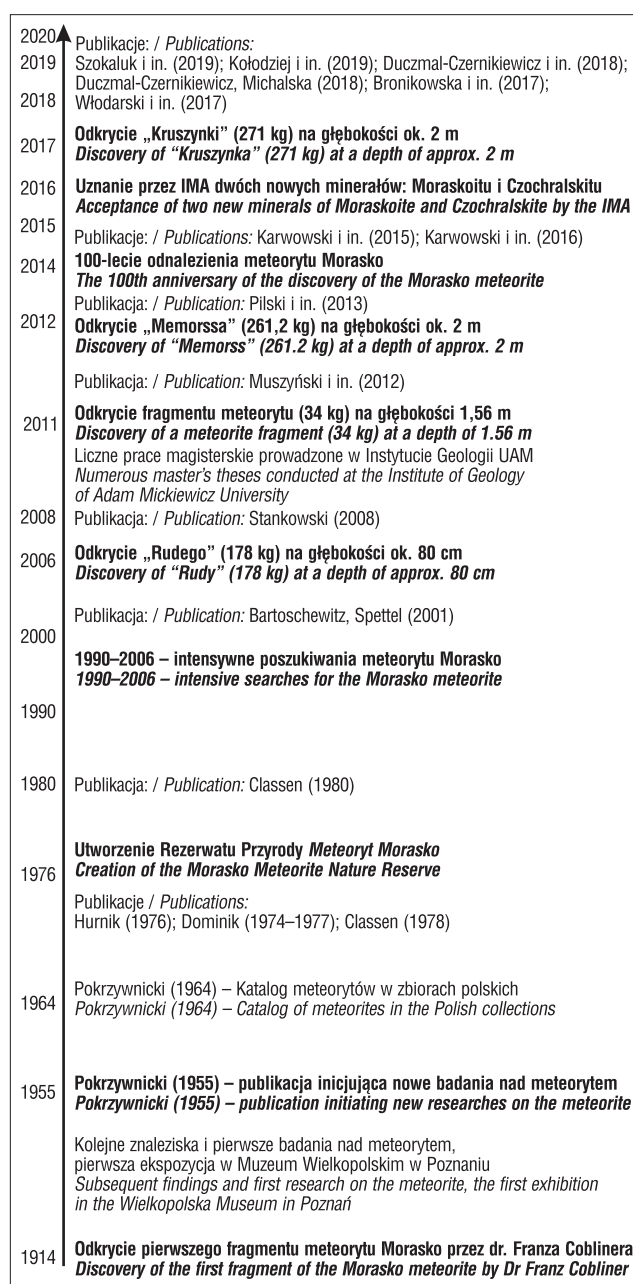 2020
Publikacje: / Publications:
2019
Szokaluk i in. (2019); Kołodziej i in. (2019); Duczmal-Czernikiewicz i in. (2018);
Duczmal-Czernikiewicz, Michalska (2018); Bronikowska i in. (2017);
2018
Włodarski i in. (2017)
Odkrycie „Kruszynki” (271 kg) na głębokości ok. 2 m
2017
Discovery of “Kruszynka” (271 kg) at a depth of approx. 2 m
2016
Uznanie przez IMA dwóch nowych minerałów: Moraskoitu i Czochralskitu
Acceptance of two new minerals of Moraskoite and Czochralskite by the IMA
2015
Publikacje: / Publications: Karwowski i in. (2015); Karwowski i in. (2016)
100-lecie odnalezienia meteorytu Morasko
2014
The 100th anniversary of the discovery of the Morasko meteorite
Publikacja: / Publication: Pilski i in. (2013)
2012
Odkrycie „Memorssa” (261,2 kg) na głębokości ok. 2 m
Discovery of “Memorss” (261.2 kg) at a depth of approx. 2 m
Publikacja: / Publication: Muszyński i in. (2012)
Odkrycie fragmentu meteorytu (34 kg) na głębokości 1,56 m
2011
Discovery of a meteorite fragment (34 kg) at a depth of 1.56 m
Liczne prace magisterskie prowadzone w Instytucie Geologii UAM
Numerous master’s theses conducted at the Institute of Geology
of Adam Mickiewicz University
2008
Publikacja: / Publication: Stankowski (2008)
Odkrycie „Rudego” (178 kg) na głębokości ok. 80 cm
2006
Discovery of “Rudy” (178 kg) at a depth of approx. 80 cm
Publikacja: / Publication: Bartoschewitz, Spettel (2001)
2000
1990–2006 – intensywne poszukiwania meteorytu Morasko
1990–2006 – intensive searches for the Morasko meteorite
1990
1980
Publikacja: / Publication: Classen (1980)
Utworzenie Rezerwatu Przyrody Meteoryt Morasko
Creation of the Morasko Meteorite Nature Reserve
1976
Publikacje / Publications:
Hurnik (1976); Dominik (1974–1977); Classen (1978)
Pokrzywnicki (1964) – Katalog meteorytów w zbiorach polskich
1964
Pokrzywnicki (1964) – Catalog of meteorites in the Polish collections
Pokrzywnicki (1955) – publikacja inicjująca nowe badania nad meteorytem
1955
Pokrzywnicki (1955) – publication initiating new researches on the meteorite
Kolejne znaleziska i pierwsze badania nad meteorytem,
pierwsza ekspozycja w Muzeum Wielkopolskim w Poznaniu
Subsequent findings and first research on the meteorite, the first exhibition
in the Wielkopolska Museum in Poznań
1914
Odkrycie pierwszego fragmentu meteorytu Morasko przez dr. Franza Coblinera
Discovery of the first fragment of the Morasko meteorite by Dr Franz Cobliner